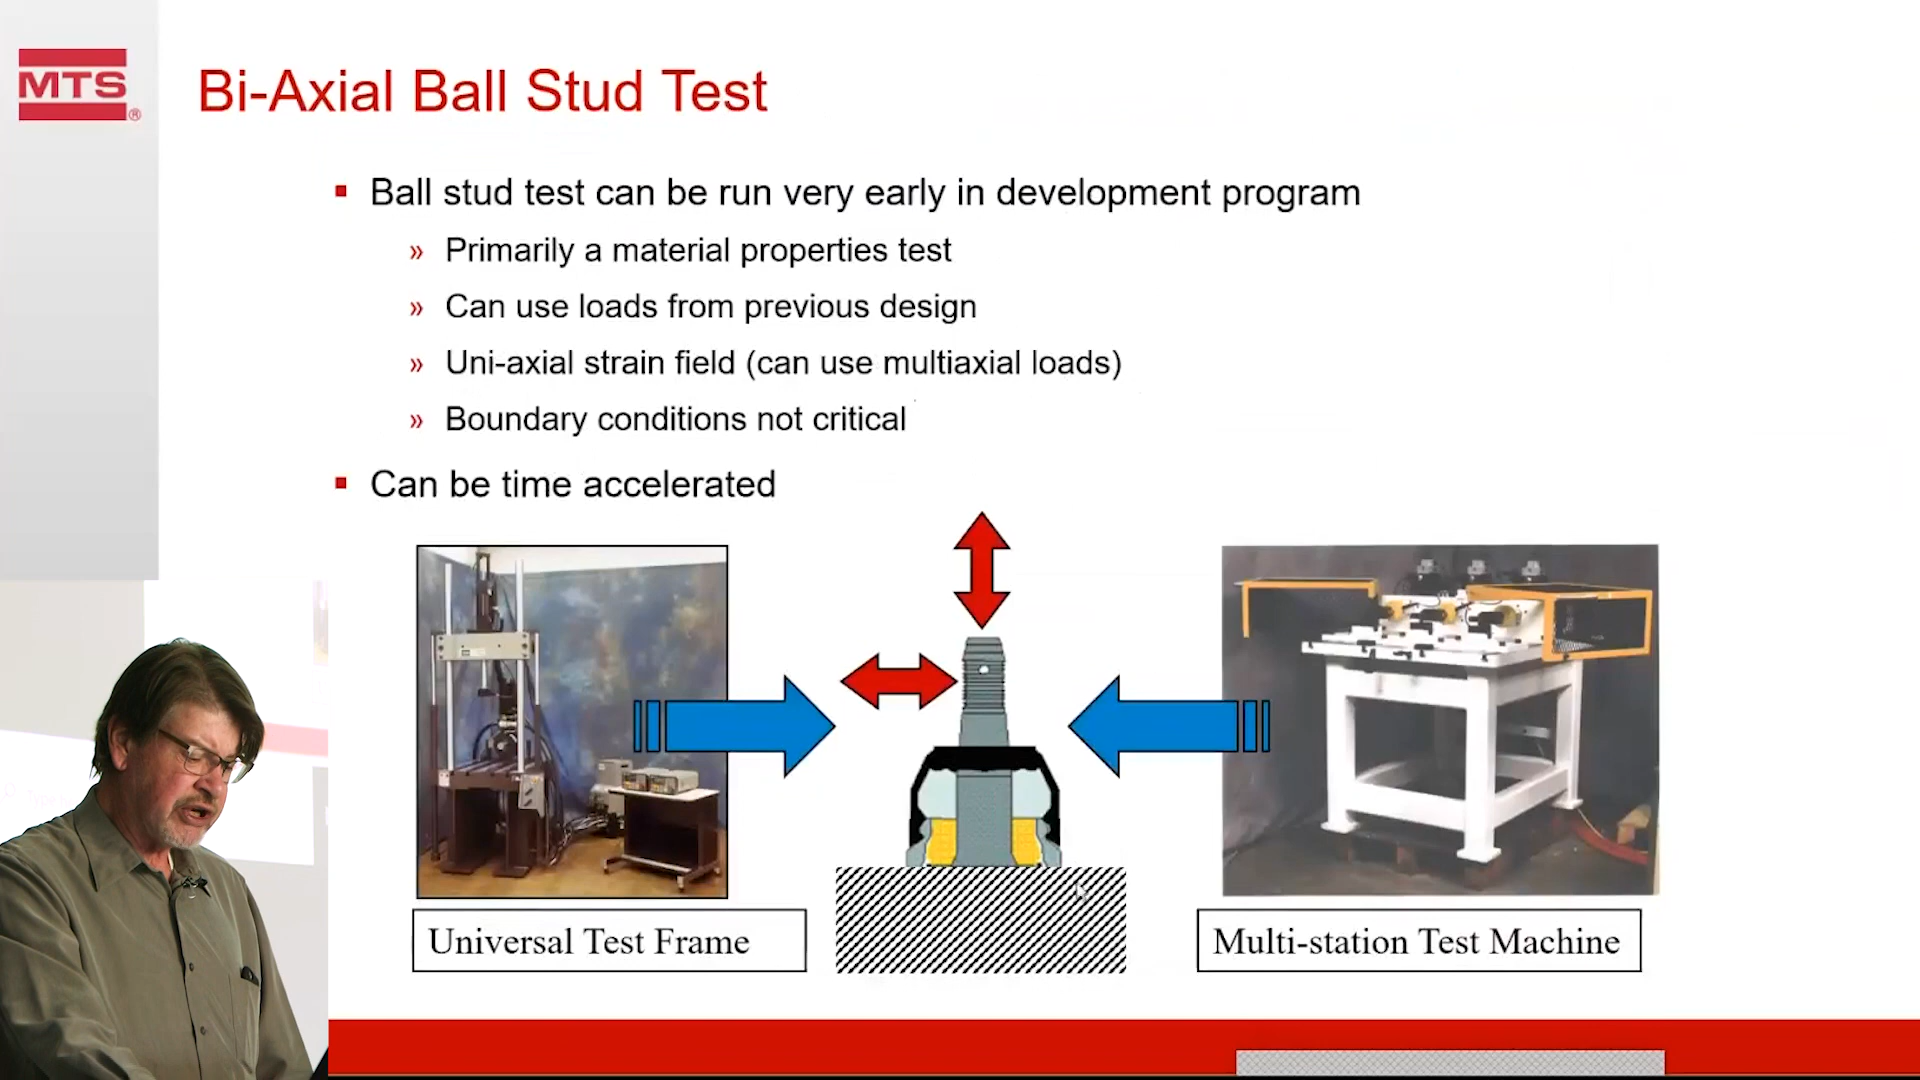 MTS
®
Bi-Axial Ball Stud Test
Ball stud test can be run very early in development program
» Primarily a material properties test
» Can use loads from previous design
» Uni-axial strain field (can use multiaxial loads)
» Boundary conditions not critical
Can be time accelerated
Universal Test Frame
Multi-station Test Machine